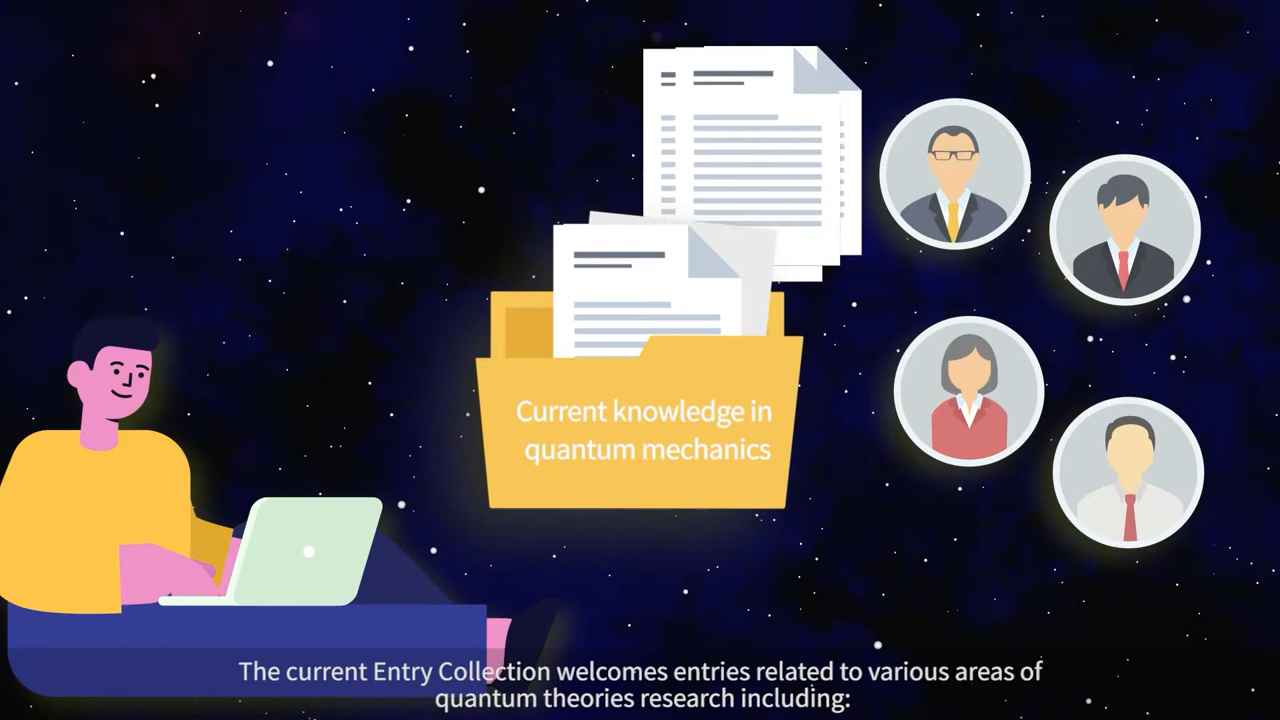 Current knowledge in
quantum mechanics
The current Entry Collection welcomes entries related to various areas of
quantum theories research including: